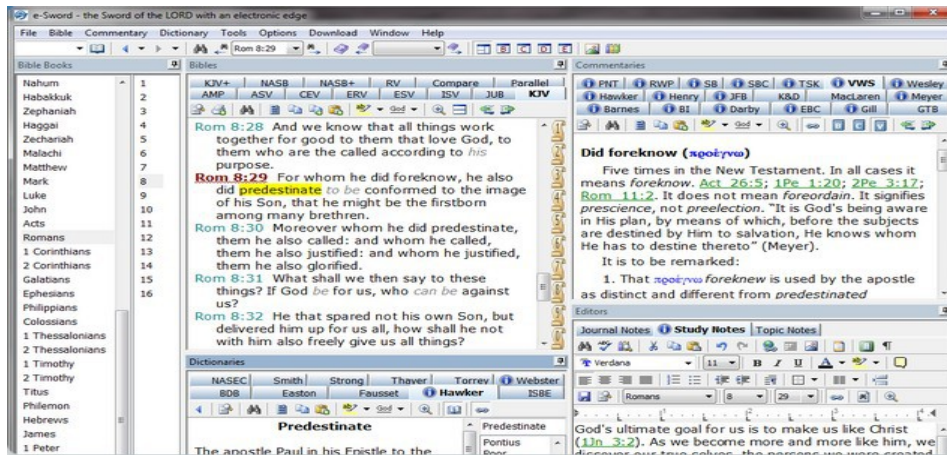 e-Sword - the Sword of the LORD with an electronic edge
File Bible Commentary Dictionary Tools Options Download Window Help
Rom 8:29
B C D E
Bible Books
Nahum 1
Habakkuk 2
Zephaniah 3
Haggai 4
Zechariah 5
Malachi 6
Matthew 7
Mark 8
Luke 9
John 10
Acts 11
Romans 12
1 Corinthians 13
2 Corinthians 14
Galatians 15
Ephesians 16
Philippians
Colossians
1 Thessalonians
2 Thessalonians
1 Timothy
2 Timothy
Titus
Philemon
Hebrews
James
1 Peter
Bibles
KJV+ NASB NASB+ RV Compare Parallel
AMP ASV CEV ERV ESV ISV JUB KJV
Rom 8:28 And we know that all things work
together for good to them that love God, to
them who are the called according to his
purpose.
Rom 8:29 For whom he did foreknow, he also
did predestinate to be conformed to the image
of his Son, that he might be the firstborn
among many brethren.
Rom 8:30 Moreover whom he did predestinate,
them he also called: and whom he called,
them he also justified: and whom he justified,
them he also glorified.
Rom 8:31 What shall we then say to these
things? If God be for us, who can be against
us?
Rom 8:32 He that spared not his own Son, but
delivered him up for us all, how shall he not
with him also freely give us all things?
Dictionaries
NASEC Smith Strong Thayer Torrey Webster
BDB Easton Fausset Hawker ISBE
Predestinate
The apostle Paul in his Epistle to the
Predestinate
Pontius
Poor
Commentaries
PNT RWP SB SBC TSK VWS Wesley
Hawker Henry JFB K&D MacLaren Meyer
Barnes BI Darby EBC Gill GTB
Did foreknow (προέγνω)
Five times in the New Testament. In all cases it
means foreknow. Act 26:5; 1Pe 1:20; 2Pe 3:17;
Rom 11:2. It does not mean foreordain. It signifies
prescience, not preelection. "It is God's being aware
in His plan, by means of which, before the subjects
are destined by Him to salvation, He knows whom
He has to destine thereto" (Meyer).
It is to be remarked:
1. That προέγνω foreknew is used by the apostle
as distinct and different from predestinated
Editors
Journal Notes Study Notes Topic Notes
Verdana 11 B I U A
Romans 8 29
God's ultimate goal for us is to make us like Christ
(1Jn 3:2). As we become more and more like him, we
discover our true selves, the persons we were created